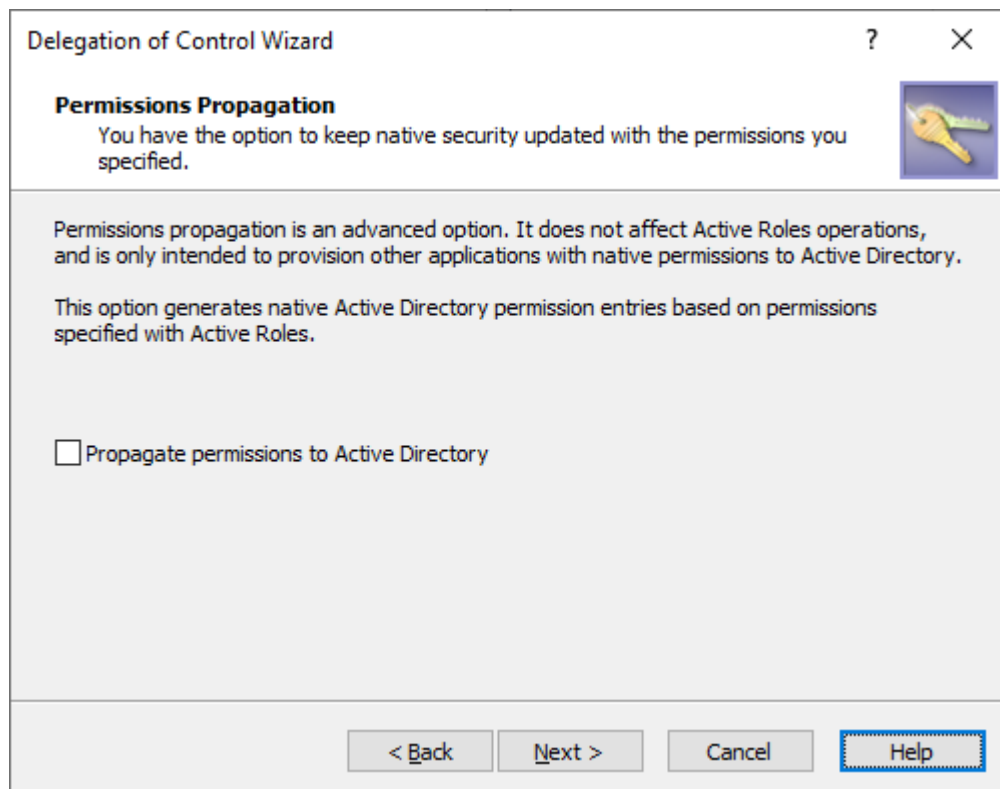 Delegation of Control Wizard
?
Permissions Propagation
You have the option to keep native security updated with the permissions you
specified.
Permissions propagation is an advanced option. It does not affect Active Roles operations,
and is only intended to provision other applications with native permissions to Active Directory.
This option generates native Active Directory permission entries based on permissions
specified with Active Roles.
Propagate permissions to Active Directory
< Back Next > Cancel Help